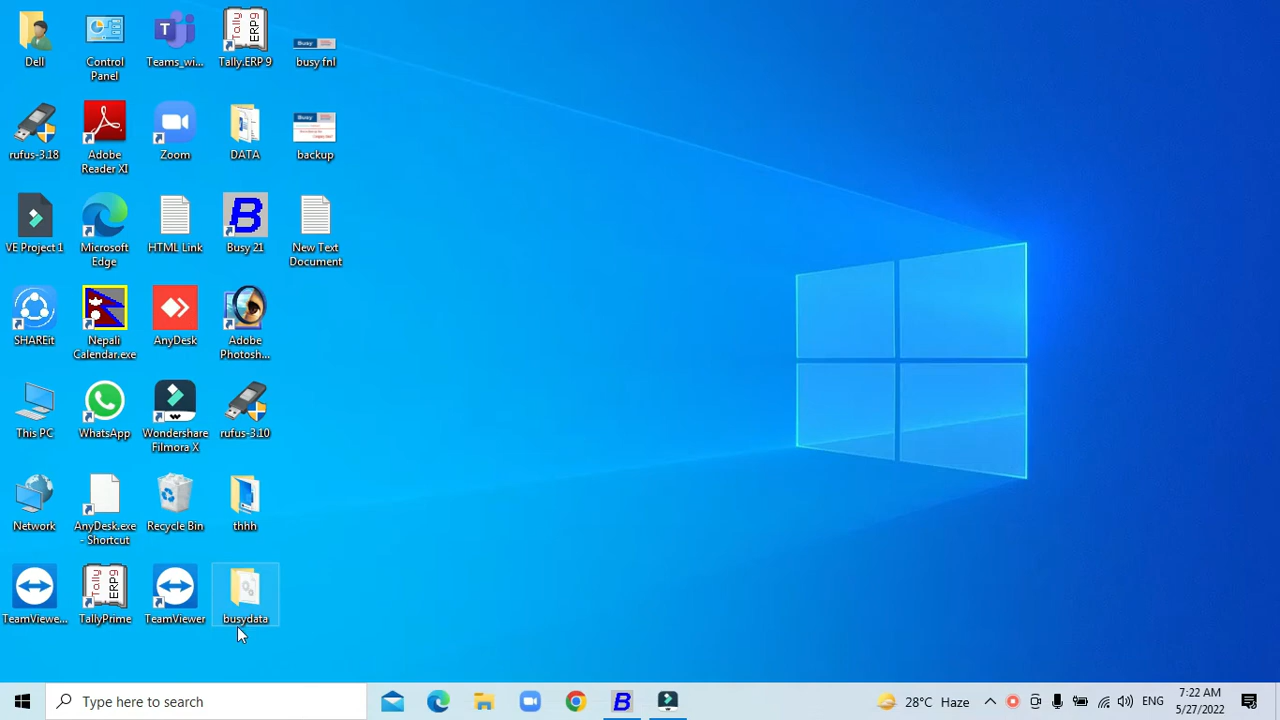 Dell
Control
Panel
Teams_wi...
Tally.ERP 9
busy fnl
rufus-3.18
Adobe
Reader XI
Zoom
DATA
backup
VE Project 1
Microsoft
Edge
HTML Link
Busy 21
New Text
Document
SHAREit
Nepali
Calendar.exe
AnyDesk
Adobe
Photosh...
This PC
WhatsApp
Wondershare
Filmora X
rufus-3.10
Network
AnyDesk.exe
- Shortcut
Recycle Bin
thhh
TeamViewe...
TallyPrime
TeamViewer
busydata
Type here to search
28°C Haze
ENG
7:22 AM
5/27/2022